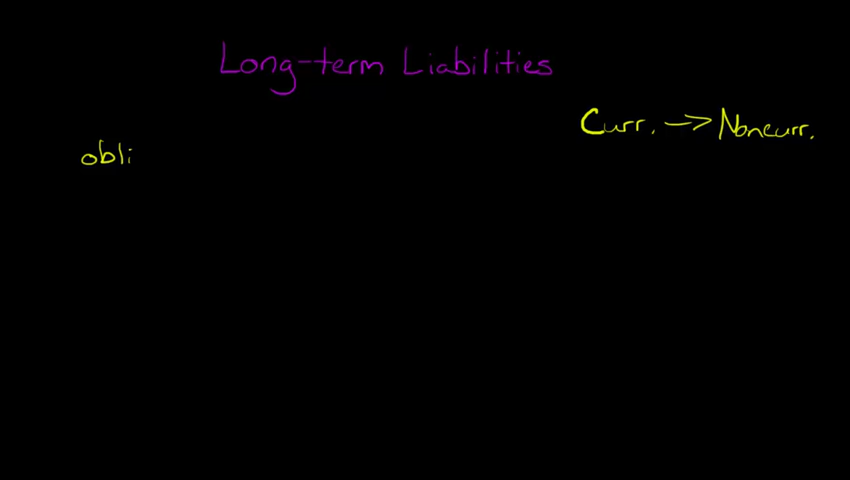 Long-term Liabilities
Curr. → Noncurr.
obli